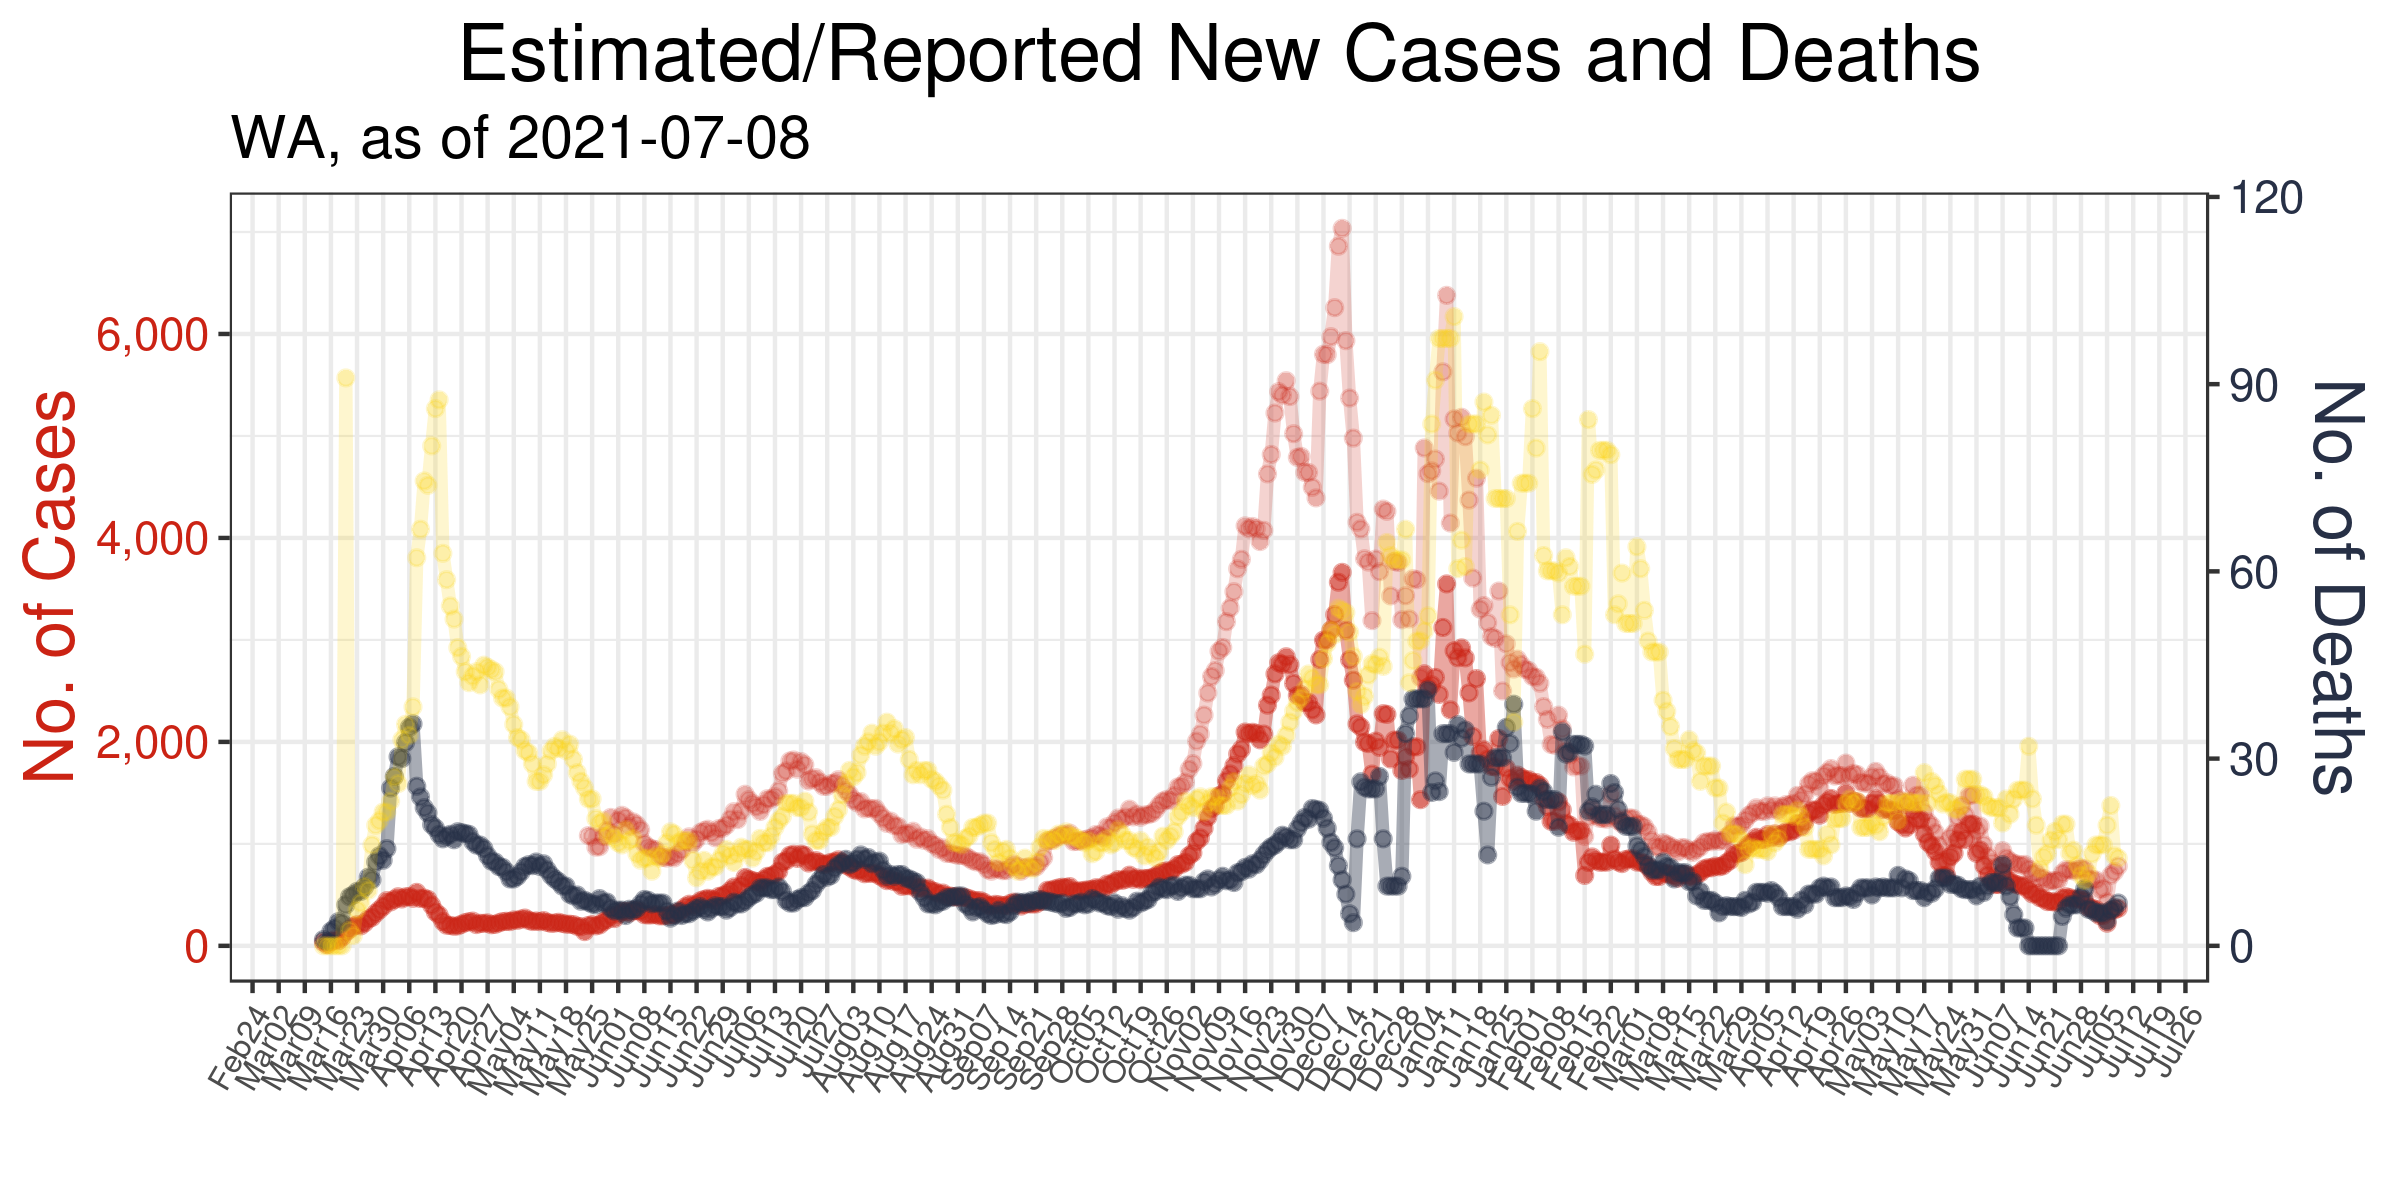 Estimated/Reported New Cases and Deaths
WA, as of 2021-07-08
No. of Cases
6,000
4,000
2,000
0
120
90
60
30
0
No. of Deaths
Feb24
Mar02
Mar09
Mar16
Mar23
Mar30
Apr06
Apr13
Apr20
Apr27
May04
May11
May18
May25
Jun01
Jun08
Jun15
Jun22
Jun29
Jul06
Jul13
Jul20
Jul27
Aug03
Aug10
Aug17
Aug24
Aug31
Sep07
Sep14
Sep21
Sep28
Oct05
Oct12
Oct19
Oct26
Nov02
Nov09
Nov16
Nov23
Nov30
Dec07
Dec14
Dec21
Dec28
Jan04
Jan11
Jan18
Jan25
Feb01
Feb08
Feb15
Feb22
Mar01
Mar08
Mar15
Mar22
Mar29
Apr05
Apr12
Apr19
Apr26
May03
May10
May17
May24
May31
Jun07
Jun14
Jun21
Jun28
Jul05
Jul12
Jul19
Jul26